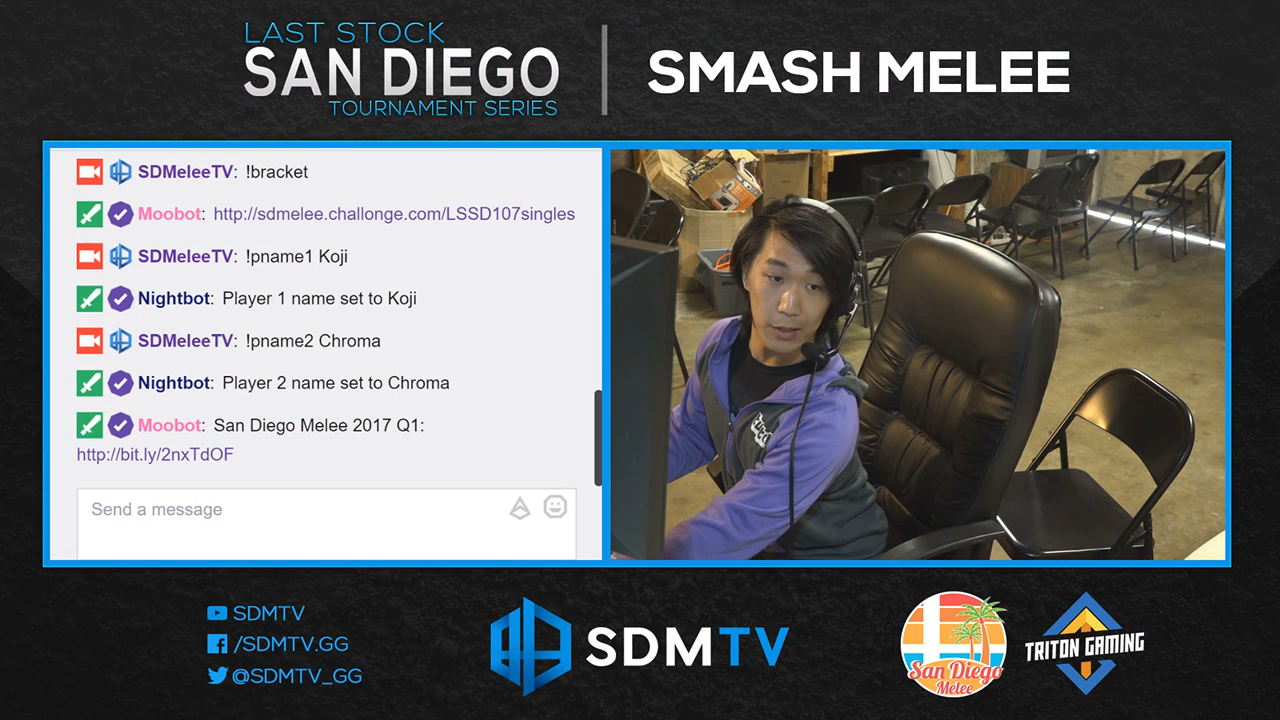 LAST STOCK
SAN DIEGO
TOURNAMENT SERIES
SMASH MELEE
SDMeleeTV: !bracket
Moobot: http://sdmelee.challonge.com/LSSD107singles
SDMeleeTV: !pname1 Koji
Nightbot: Player 1 name set to Koji
SDMeleeTV: !pname2 Chroma
Nightbot: Player 2 name set to Chroma
Moobot: San Diego Melee 2017 Q1:
http://bit.ly/2nxTdOF
Send a message
SDMTV
/SDMTV.GG
@SDMTV_GG
SDMTV
San Diego
Melee
TRITON GAMING